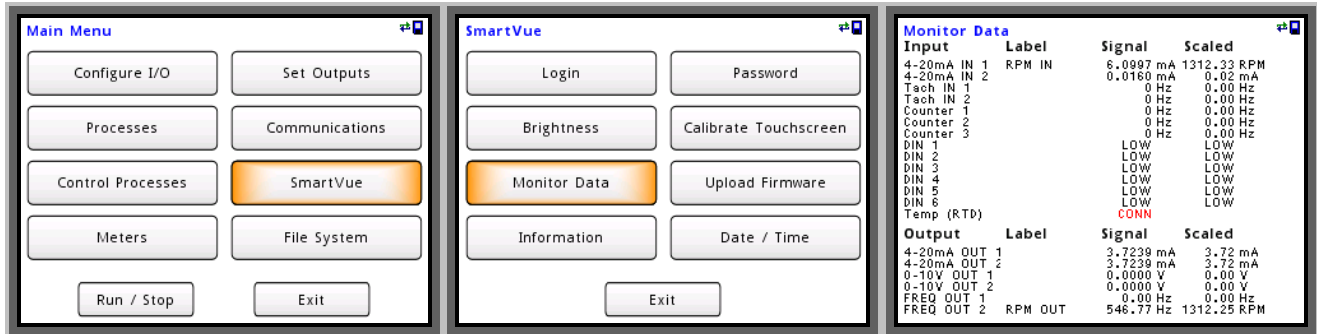 Main Menu
Configure I/O Set Outputs
Processes Communications
Control Processes SmartVue
Meters File System
Run / Stop Exit
SmartVue
Login Password
Brightness Calibrate Touchscreen
Monitor Data Upload Firmware
Information Date / Time
Exit
Monitor Data
Input Label Signal Scaled
4-20mA IN 1 RPM IN 6.0997 mA 1312.33 RPM
4-20mA IN 2 0.0160 mA 0.02 mA
Tach IN 1 0 Hz 0.00 Hz
Tach IN 2 0 Hz 0.00 Hz
Counter 1 0 Hz 0.00 Hz
Counter 2 0 Hz 0.00 Hz
Counter 3 0 Hz 0.00 Hz
DIN 1 LOW LOW
DIN 2 LOW LOW
DIN 3 LOW LOW
DIN 4 LOW LOW
DIN 5 LOW LOW
DIN 6 LOW LOW
Temp (RTD) CONN
Output Label Signal Scaled
4-20mA OUT 1 3.7239 mA 3.72 mA
4-20mA OUT 2 3.7239 mA 3.72 mA
0-10V OUT 1 0.0000 V 0.00 V
0-10V OUT 2 0.0000 V 0.00 V
FREQ OUT 1 0.00 Hz 0.00 Hz
FREQ OUT 2 RPM OUT 546.77 Hz 1312.25 RPM